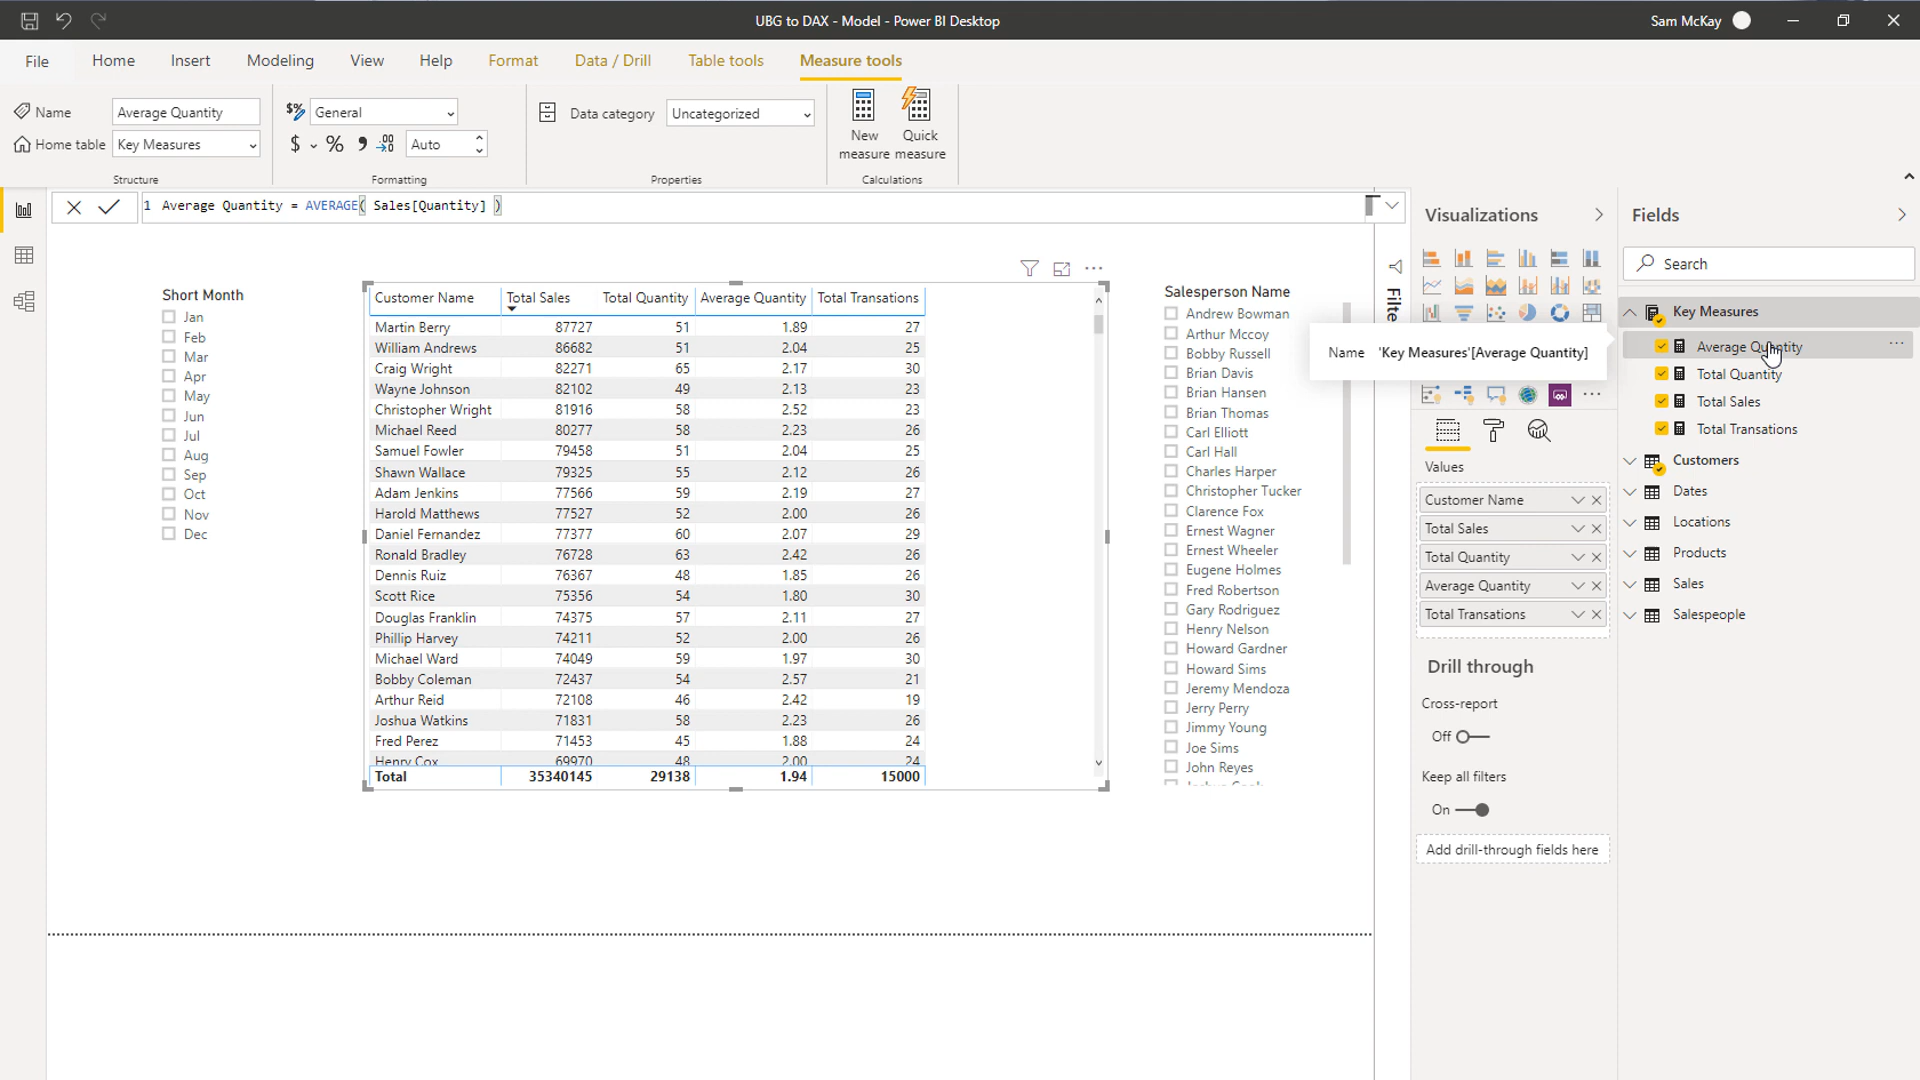 UBG to DAX - Model - Power BI Desktop
Sam McKay
File Home Insert Modeling View Help Format Data / Drill Table tools Measure tools
Name Average Quantity
Home table Key Measures
Structure
$% General
$ % , .00 Auto
Formatting
Data category Uncategorized
Properties
New measure
Quick measure
Calculations
1 Average Quantity = AVERAGE( Sales[Quantity] )
Short Month
Jan
Feb
Mar
Apr
May
Jun
Jul
Aug
Sep
Oct
Nov
Dec
Customer Name Total Sales Total Quantity Average Quantity Total Transations
Martin Berry 87727 51 1.89 27
William Andrews 86682 51 2.04 25
Craig Wright 82271 65 2.17 30
Wayne Johnson 82102 49 2.13 23
Christopher Wright 81916 58 2.52 23
Michael Reed 80277 58 2.23 26
Samuel Fowler 79458 51 2.04 25
Shawn Wallace 79325 55 2.12 26
Adam Jenkins 77566 59 2.19 27
Harold Matthews 77527 52 2.00 26
Daniel Fernandez 77377 60 2.07 29
Ronald Bradley 76728 63 2.42 26
Dennis Ruiz 76367 48 1.85 26
Scott Rice 75356 54 1.80 30
Douglas Franklin 74375 57 2.11 27
Phillip Harvey 74211 52 2.00 26
Michael Ward 74049 59 1.97 30
Bobby Coleman 72437 54 2.57 21
Arthur Reid 72108 46 2.42 19
Joshua Watkins 71831 58 2.23 26
Fred Perez 71453 45 1.88 24
Henry Cox 69970 48 2.00 24
Total 35340145 29138 1.94 15000
Salesperson Name
Andrew Bowman
Arthur Mccoy
Bobby Russell
Brian Davis
Brian Hansen
Brian Thomas
Carl Elliott
Carl Hall
Charles Harper
Christopher Tucker
Clarence Fox
Ernest Wagner
Ernest Wheeler
Eugene Holmes
Fred Robertson
Gary Rodriguez
Henry Nelson
Howard Gardner
Howard Sims
Jeremy Mendoza
Jerry Perry
Jimmy Young
Joe Sims
John Reyes
Filte
Name 'Key Measures'[Average Quantity]
Visualizations
Values
Customer Name
Total Sales
Total Quantity
Average Quantity
Total Transations
Drill through
Cross-report
Off
Keep all filters
On
Add drill-through fields here
Fields
Search
Key Measures
Average Quantity
Total Quantity
Total Sales
Total Transations
Customers
Dates
Locations
Products
Sales
Salespeople